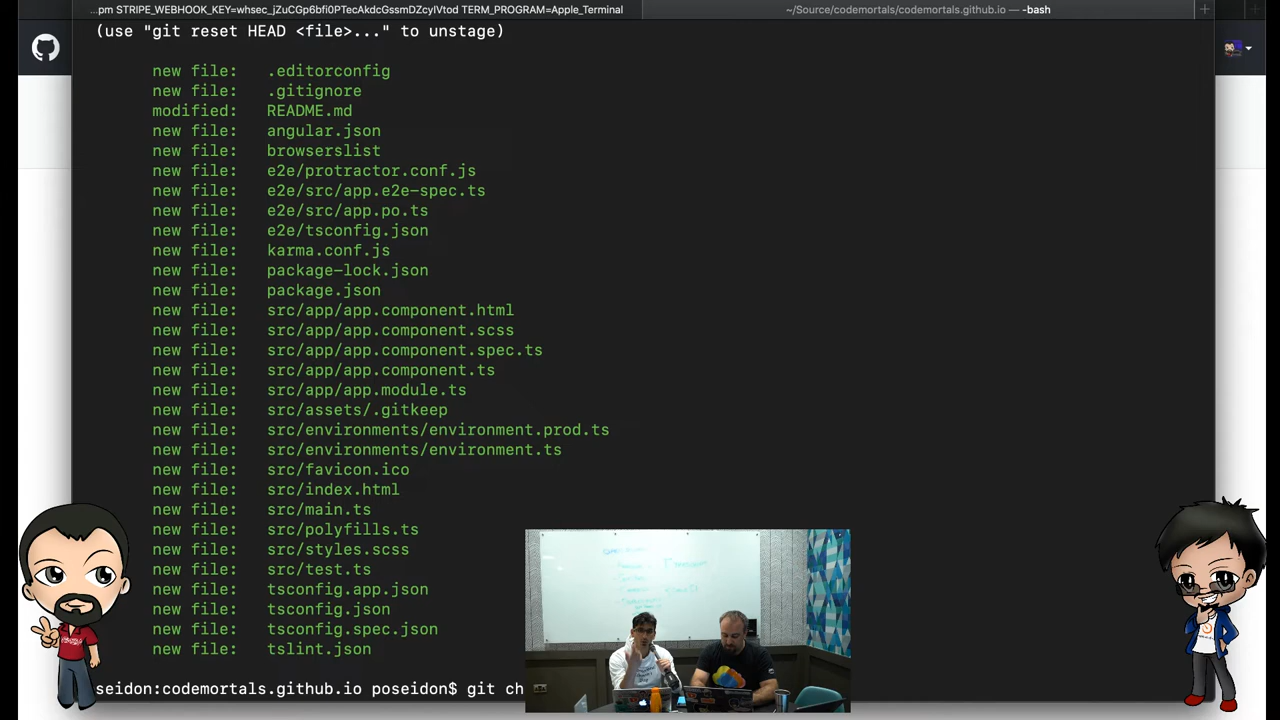 ...pm STRIPE_WEBHOOK_KEY=whsec_jZuCGp6bfi0PTecAkdcGssmDZcyIVtod TERM_PROGRAM=Apple_Terminal
~/Source/codemortals/codemortals.github.io — -bash
(use "git reset HEAD <file>..." to unstage)
new file: .editorconfig
new file: .gitignore
modified: README.md
new file: angular.json
new file: browserslist
new file: e2e/protractor.conf.js
new file: e2e/src/app.e2e-spec.ts
new file: e2e/src/app.po.ts
new file: e2e/tsconfig.json
new file: karma.conf.js
new file: package-lock.json
new file: package.json
new file: src/app/app.component.html
new file: src/app/app.component.scss
new file: src/app/app.component.spec.ts
new file: src/app/app.component.ts
new file: src/app/app.module.ts
new file: src/assets/.gitkeep
new file: src/environments/environment.prod.ts
new file: src/environments/environment.ts
new file: src/favicon.ico
new file: src/index.html
new file: src/main.ts
new file: src/polyfills.ts
new file: src/styles.scss
new file: src/test.ts
new file: tsconfig.app.json
new file: tsconfig.json
new file: tsconfig.spec.json
new file: tslint.json
seidon:codemortals.github.io poseidon$ git ch